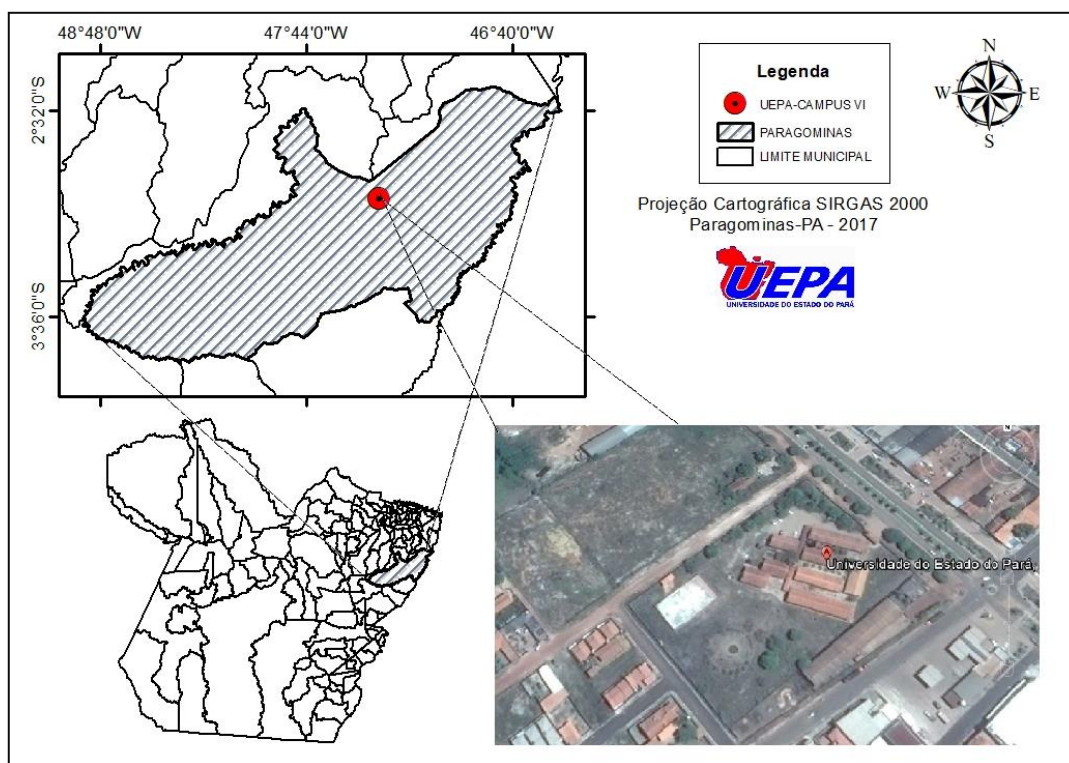 48°48'0"W
47°44'0"W
46°40'0"W
2°32'0"S
3°36'0"S
Legenda
UEPA-CAMPUS VI
PARAGOMINAS
LIMITE MUNICIPAL
N
W
E
S
Projeção Cartográfica SIRGAS 2000
Paragominas-PA - 2017
UEPA
UNIVERSIDADE DO ESTADO DO PARÁ
Universidade do Estado do Pará